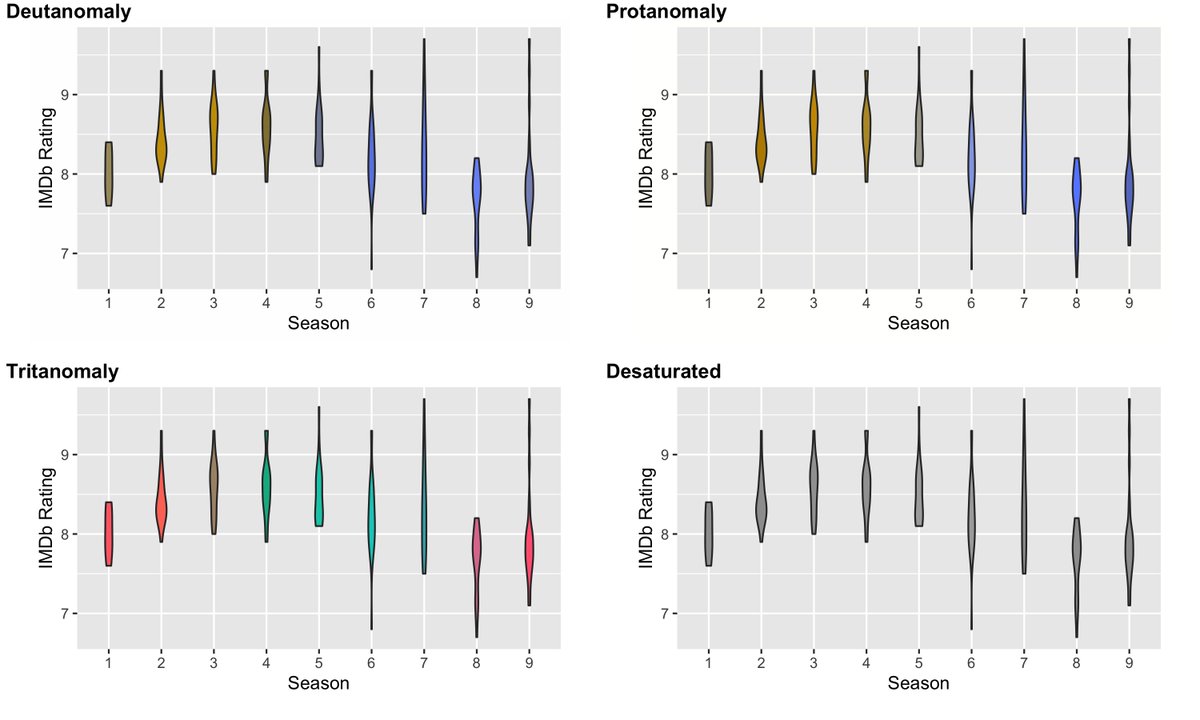 Deutanomaly
Protanomaly
IMDb Rating
9
8
7
1 2 3 4 5 6 7 8 9
Season
IMDb Rating
9
8
7
1 2 3 4 5 6 7 8 9
Season
Tritanomaly
Desaturated
IMDb Rating
9
8
7
1 2 3 4 5 6 7 8 9
Season
IMDb Rating
9
8
7
1 2 3 4 5 6 7 8 9
Season